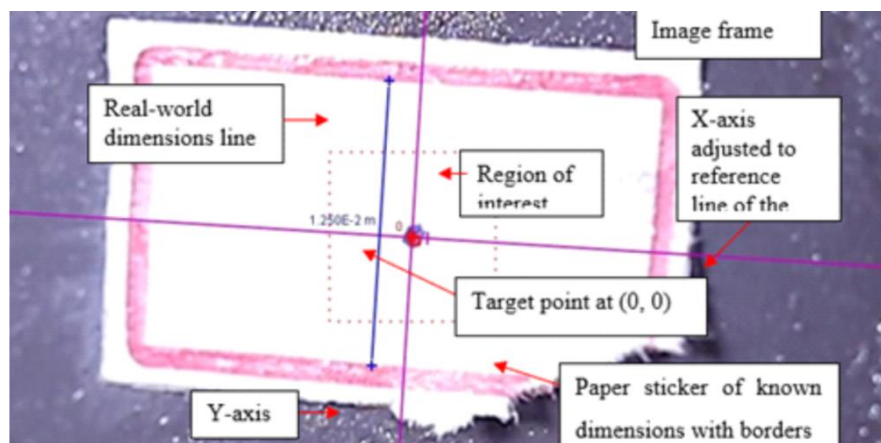 Image frame
Real-world
dimensions line
X-axis
adjusted to
reference
line of the
Region of
interest
1.250E-2 m
0
Target point at (0, 0)
Paper sticker of known
dimensions with borders
Y-axis